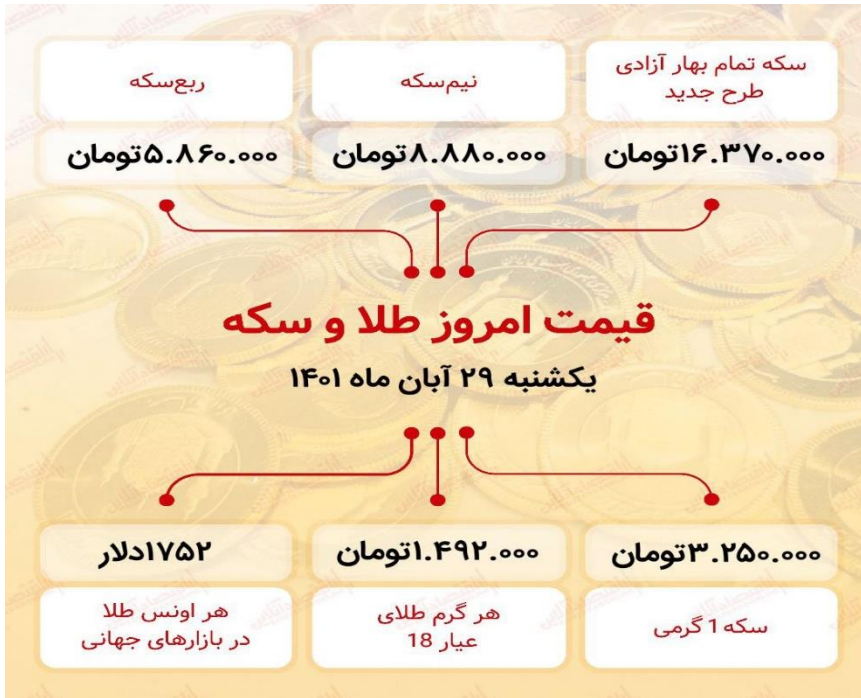 سکه تمام بهار آزادی
طرح جدید
۱۶.۳۷۰.۰۰۰تومان
نیم‌سکه
۸.۸۸۰.۰۰۰تومان
ربع‌سکه
۵.۸۶۰.۰۰۰تومان
قیمت امروز طلا و سکه
یکشنبه ۲۹ آبان ماه ۱۴۰۱
۳.۲۵۰.۰۰۰تومان
سکه 1 گرمی
۱.۴۹۲.۰۰۰تومان
هر گرم طلای
عیار 18
۱۷۵۲دلار
هر اونس طلا
در بازارهای جهانی